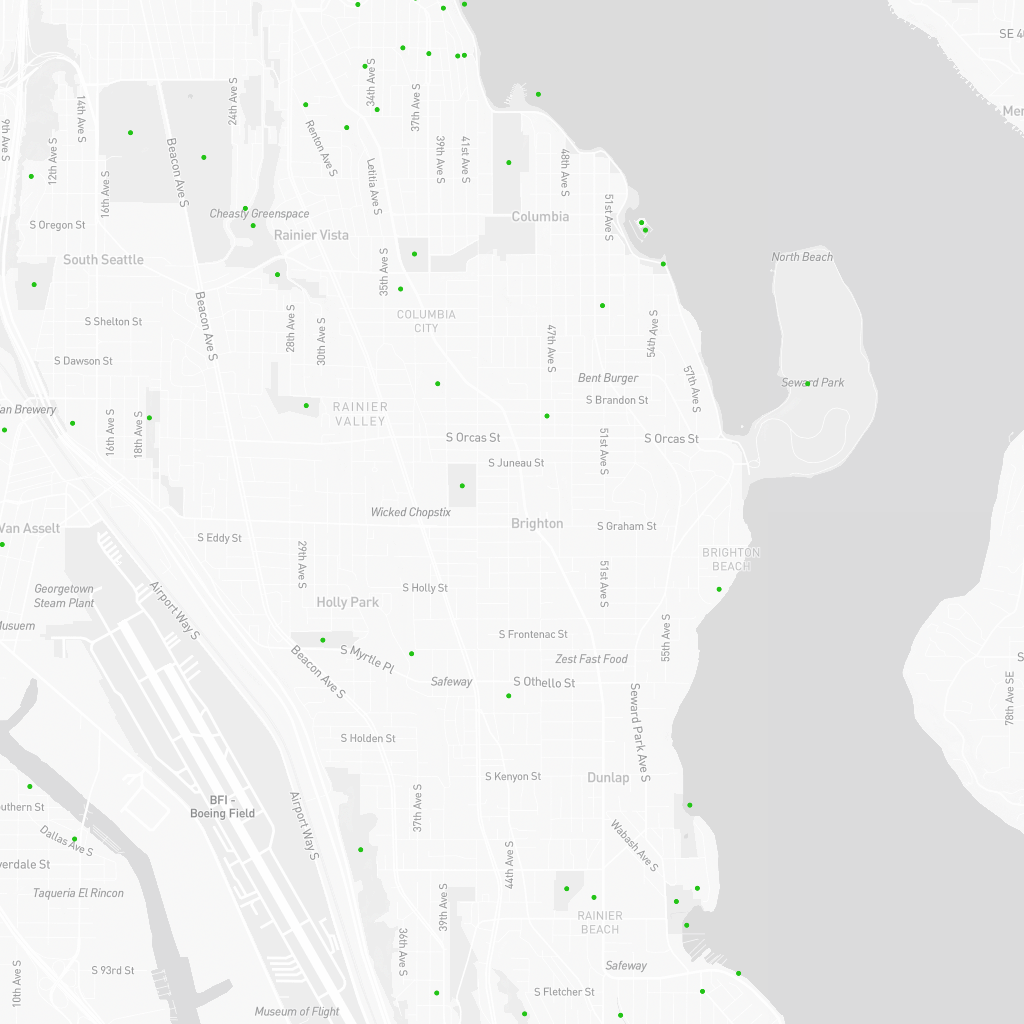 SE 40
Mer
9th Ave S
14th Ave S
12th Ave S
16th Ave S
24th Ave S
Beacon Ave S
34th Ave S
37th Ave S
Renton Ave S
Letitia Ave S
39th Ave S
41st Ave S
48th Ave S
51st Ave S
Cheasty Greenspace
Columbia
S Oregon St
Rainier Vista
South Seattle
North Beach
35th Ave S
Beacon Ave S
S Shelton St
28th Ave S
30th Ave S
COLUMBIA
CITY
47th Ave S
54th Ave S
S Dawson St
57th Ave S
Bent Burger
Seward Park
S Brandon St
an Brewery
16th Ave S
18th Ave S
RAINIER
VALLEY
S Orcas St
51st Ave S
S Orcas St
S Juneau St
Wicked Chopstix
Van Asselt
S Eddy St
Brighton
S Graham St
BRIGHTON
BEACH
29th Ave S
51st Ave S
Georgetown
Steam Plant
Airport Way S
S Holly St
Holly Park
Musuem
S Frontenac St
55th Ave S
Beacon Ave S
S Myrtle Pl
Zest Fast Food
S
Safeway
S Othello St
78th Ave SE
Seward Park Ave S
S Holden St
S Kenyon St
Dunlap
BFI -
Boeing Field
outhern St
Dallas Ave S
Airport Way S
37th Ave S
Wabash Ave S
verdale St
44th Ave S
Taqueria El Rincon
39th Ave S
36th Ave S
RAINIER
BEACH
S 93rd St
10th Ave S
Safeway
S Fletcher St
Museum of Flight